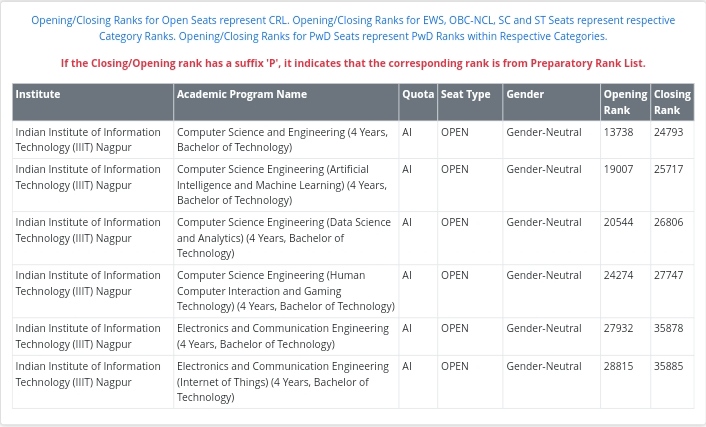 Opening/Closing Ranks for Open Seats represent CRL. Opening/Closing Ranks for EWS, OBC-NCL, SC and ST Seats represent respective
Category Ranks. Opening/Closing Ranks for PwD Seats represent PwD Ranks within Respective Categories.
If the Closing/Opening rank has a suffix 'P', it indicates that the corresponding rank is from Preparatory Rank List.
Institute Academic Program Name Quota Seat Type Gender Opening Closing
Rank Rank
Indian Institute of Information Computer Science and Engineering (4 Years, AI OPEN Gender-Neutral 13738 24793
Technology (IIIT) Nagpur Bachelor of Technology)
Indian Institute of Information Computer Science Engineering (Artificial AI OPEN Gender-Neutral 19007 25717
Technology (IIIT) Nagpur Intelligence and Machine Learning) (4 Years,
Bachelor of Technology)
Indian Institute of Information Computer Science Engineering (Data Science AI OPEN Gender-Neutral 20544 26806
Technology (IIIT) Nagpur and Analytics) (4 Years, Bachelor of
Technology)
Indian Institute of Information Computer Science Engineering (Human AI OPEN Gender-Neutral 24274 27747
Technology (IIIT) Nagpur Computer Interaction and Gaming
Technology) (4 Years, Bachelor of Technology)
Indian Institute of Information Electronics and Communication Engineering AI OPEN Gender-Neutral 27932 35878
Technology (IIIT) Nagpur (4 Years, Bachelor of Technology)
Indian Institute of Information Electronics and Communication Engineering AI OPEN Gender-Neutral 28815 35885
Technology (IIIT) Nagpur (Internet of Things) (4 Years, Bachelor of
Technology)